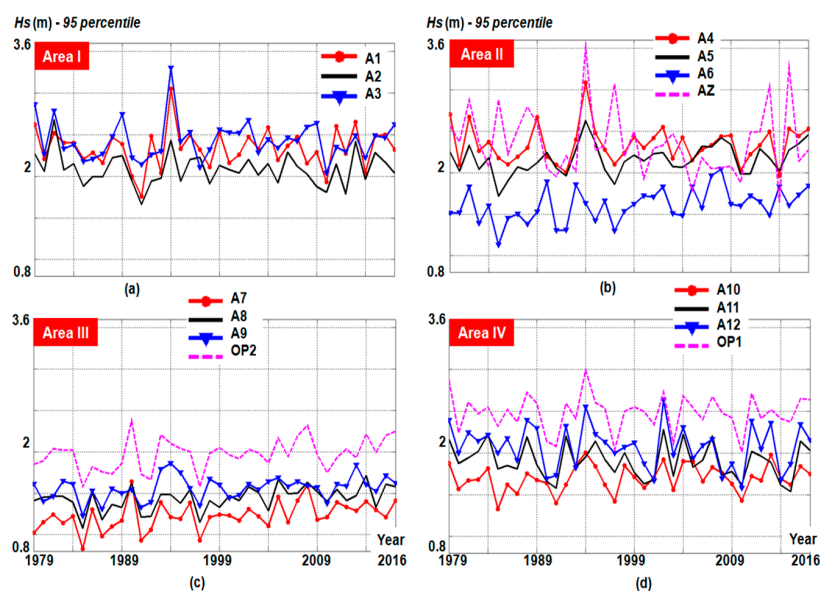 Hs (m) - 95 percentile
3.6
Area I
A1
A2
A3
2
0.8
(a)
Hs (m) - 95 percentile
3.6
Area II
A4
A5
A6
AZ
2
0.8
(b)
3.6
Area III
A7
A8
A9
OP2
2
0.8
Year
1979
1989
1999
2009
2016
(c)
3.6
Area IV
A10
A11
A12
OP1
2
0.8
Year
1979
1989
1999
2009
2016
(d)